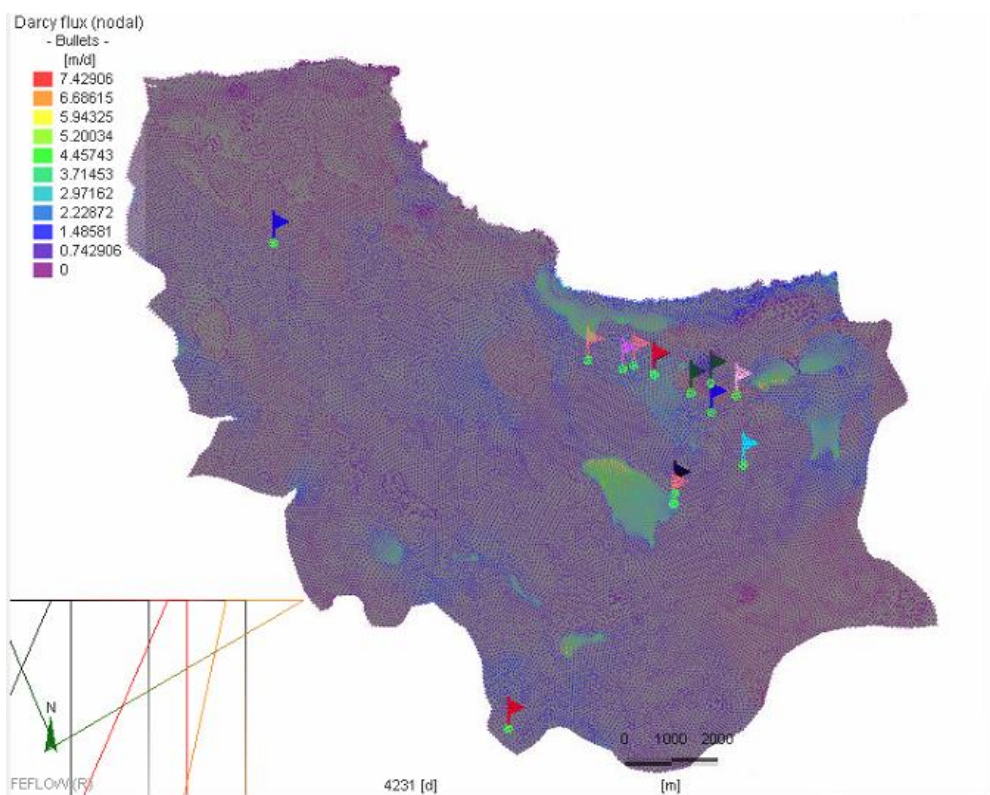 Darcy flux (nodal)
- Bullets -
[m/d]
7.42906
6.68615
5.94325
5.20034
4.45743
3.71453
2.97162
2.22872
1.48581
0.742906
0
N
0 1000 2000
FEFLOW (R)
4231 [d]
[m]